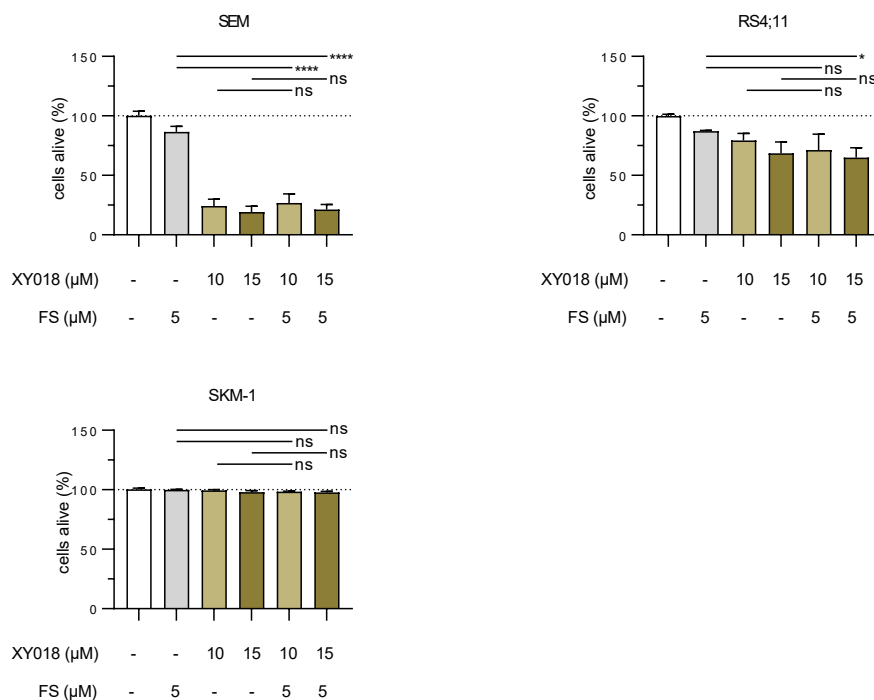 SEM
150
100
50
0
cells alive (%)
****
****
ns
ns
XY018 (µM) - - 10 15 10 15
FS (µM) - 5 - - 5 5
RS4;11
150
100
50
0
cells alive (%)
*
ns
ns
ns
XY018 (µM) - - 10 15 10 15
FS (µM) - 5 - - 5 5
SKM-1
150
100
50
0
cells alive (%)
ns
ns
ns
ns
XY018 (µM) - - 10 15 10 15
FS (µM) - 5 - - 5 5